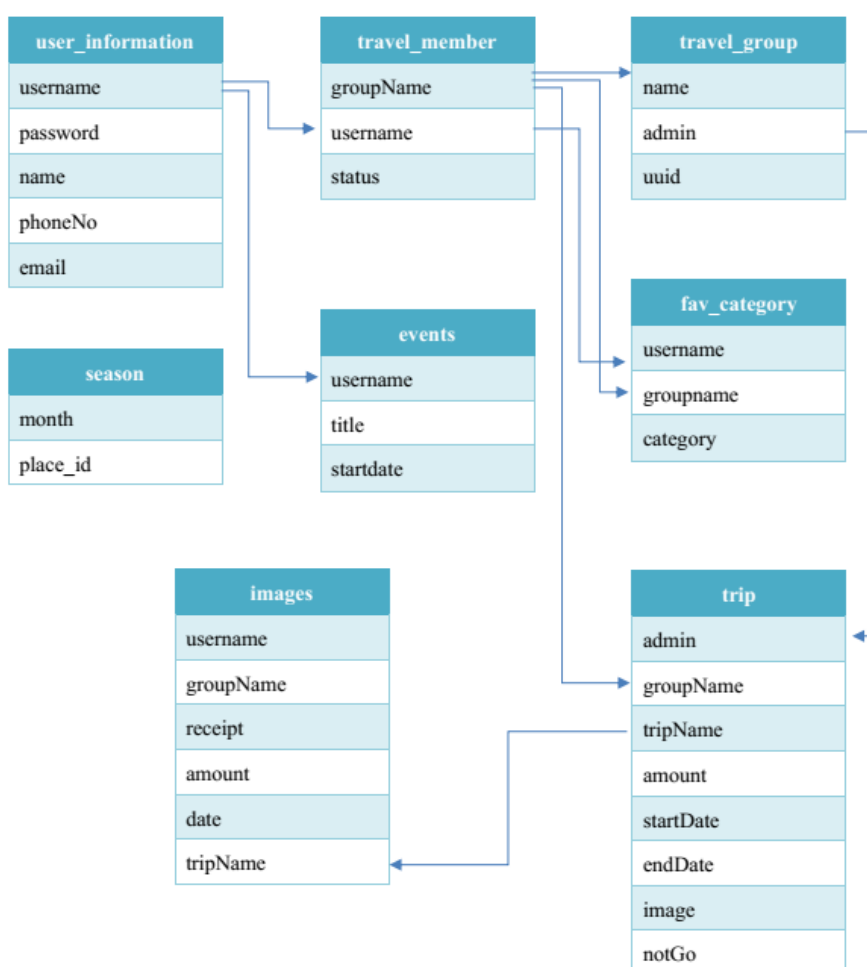 user_information
username
password
name
phoneNo
email
travel_member
groupName
username
status
travel_group
name
admin
uuid
season
month
place_id
events
username
title
startdate
fav_category
username
groupname
category
images
username
groupName
receipt
amount
date
tripName
trip
admin
groupName
tripName
amount
startDate
endDate
image
notGo